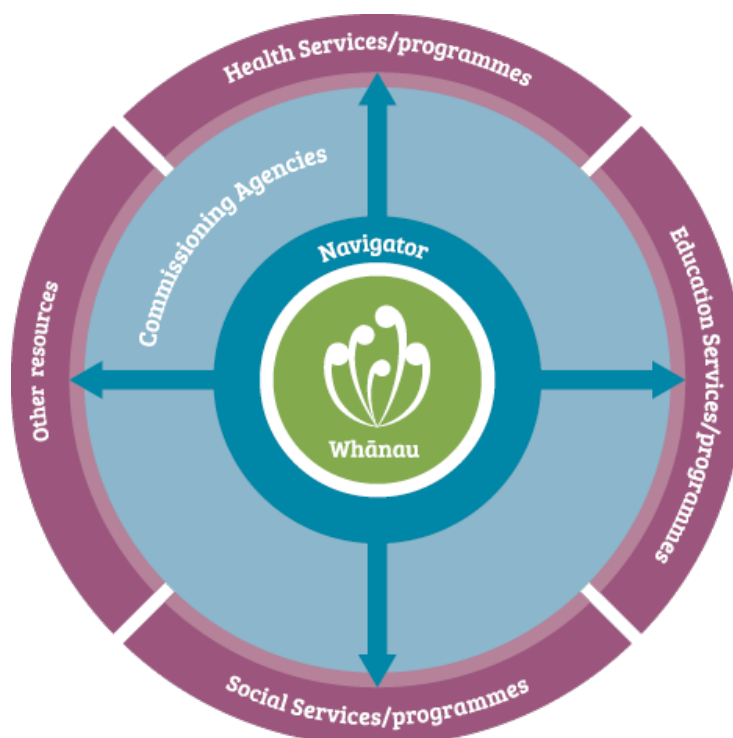 Health Services/programmes
Commissioning Agencies
Navigator
Whānau
Other resources
Education Services/programmes
Social Services/programmes